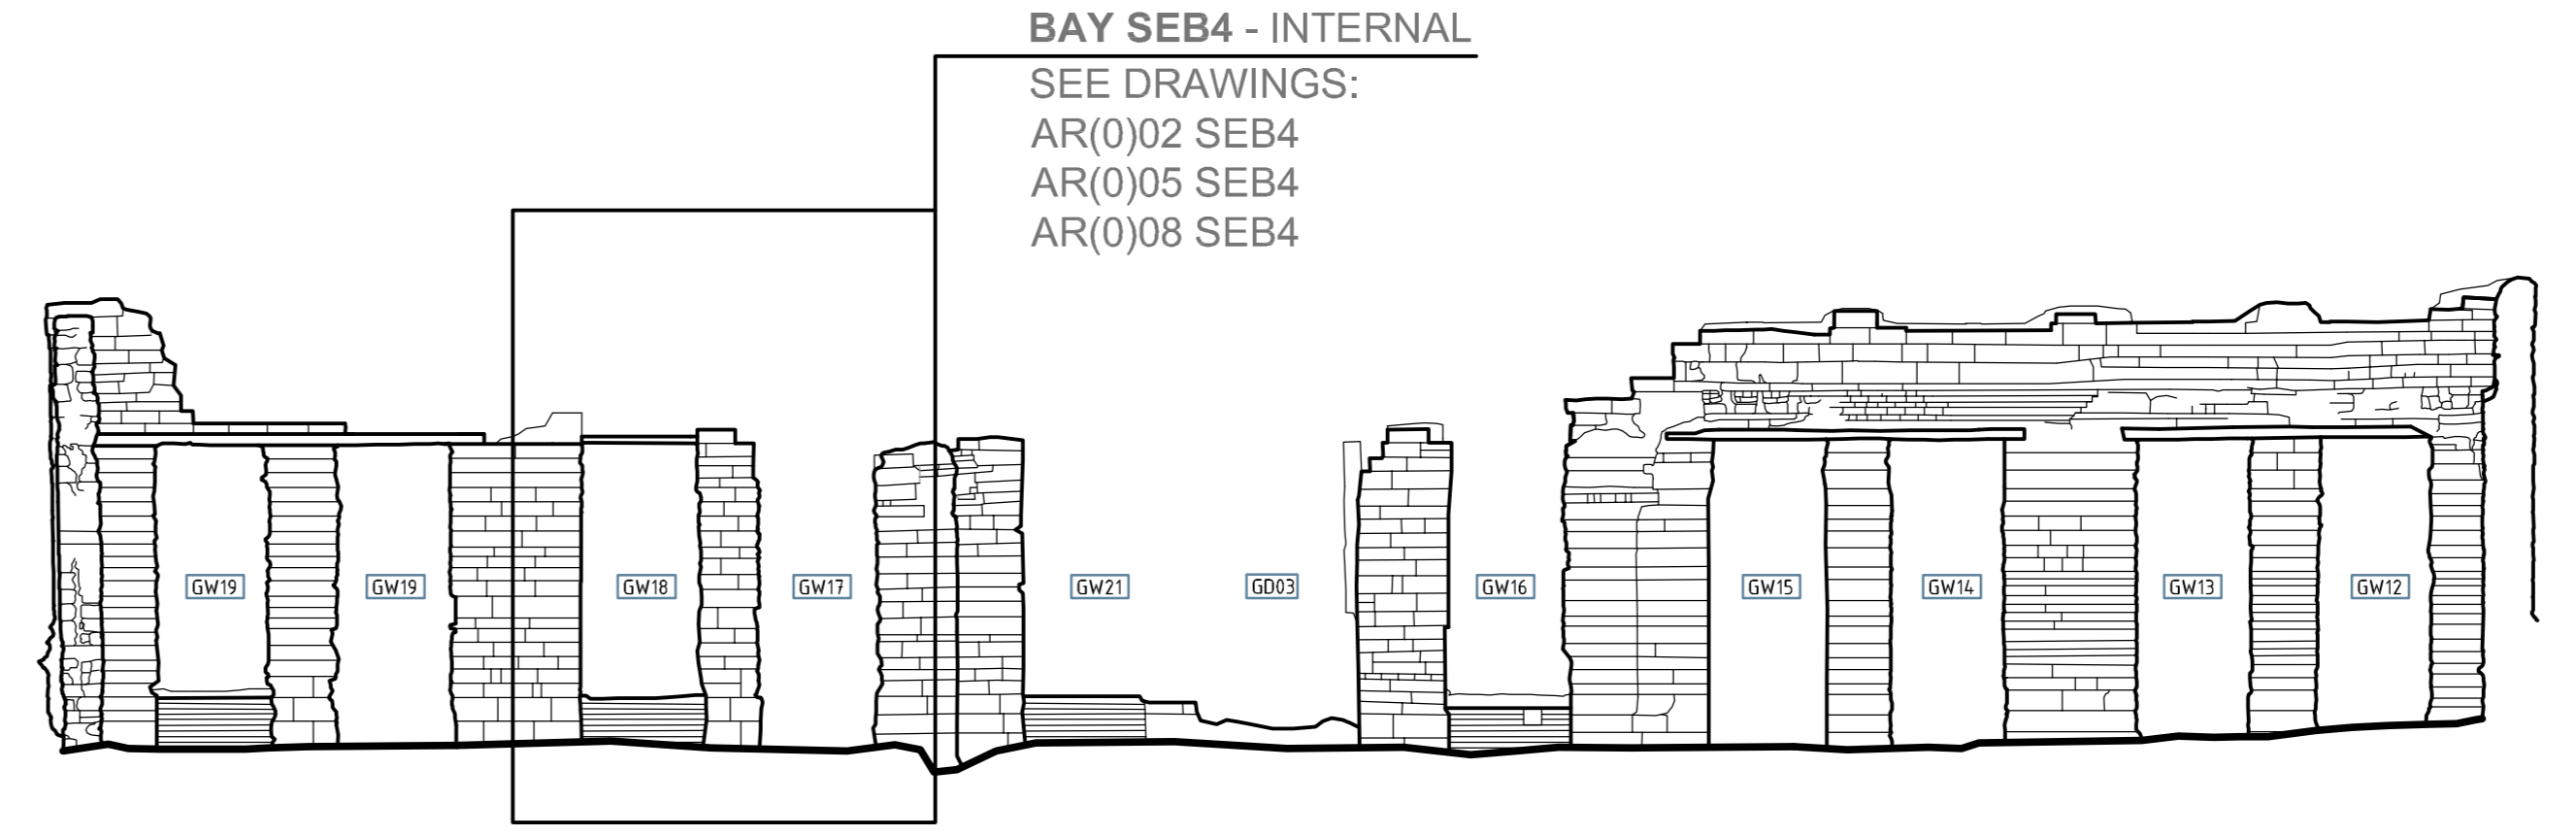 BAY SEB4 - INTERNAL
SEE DRAWINGS:
AR(0)02 SEB4
AR(0)05 SEB4
AR(0)08 SEB4
GW19 GW19 GW18 GW17 GW21 GD03 GW16 GW15 GW14 GW13 GW12